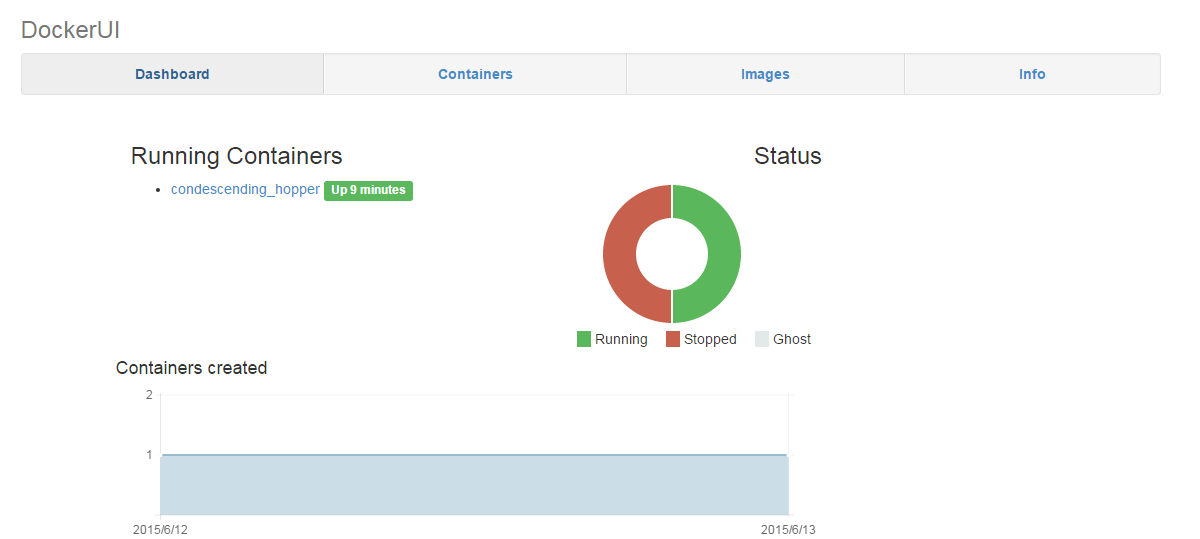 DockerUI
Dashboard Containers Images Info
Running Containers
condescending_hopper Up 9 minutes
Status
Running Stopped Ghost
Containers created
2
1
2015/6/12 2015/6/13